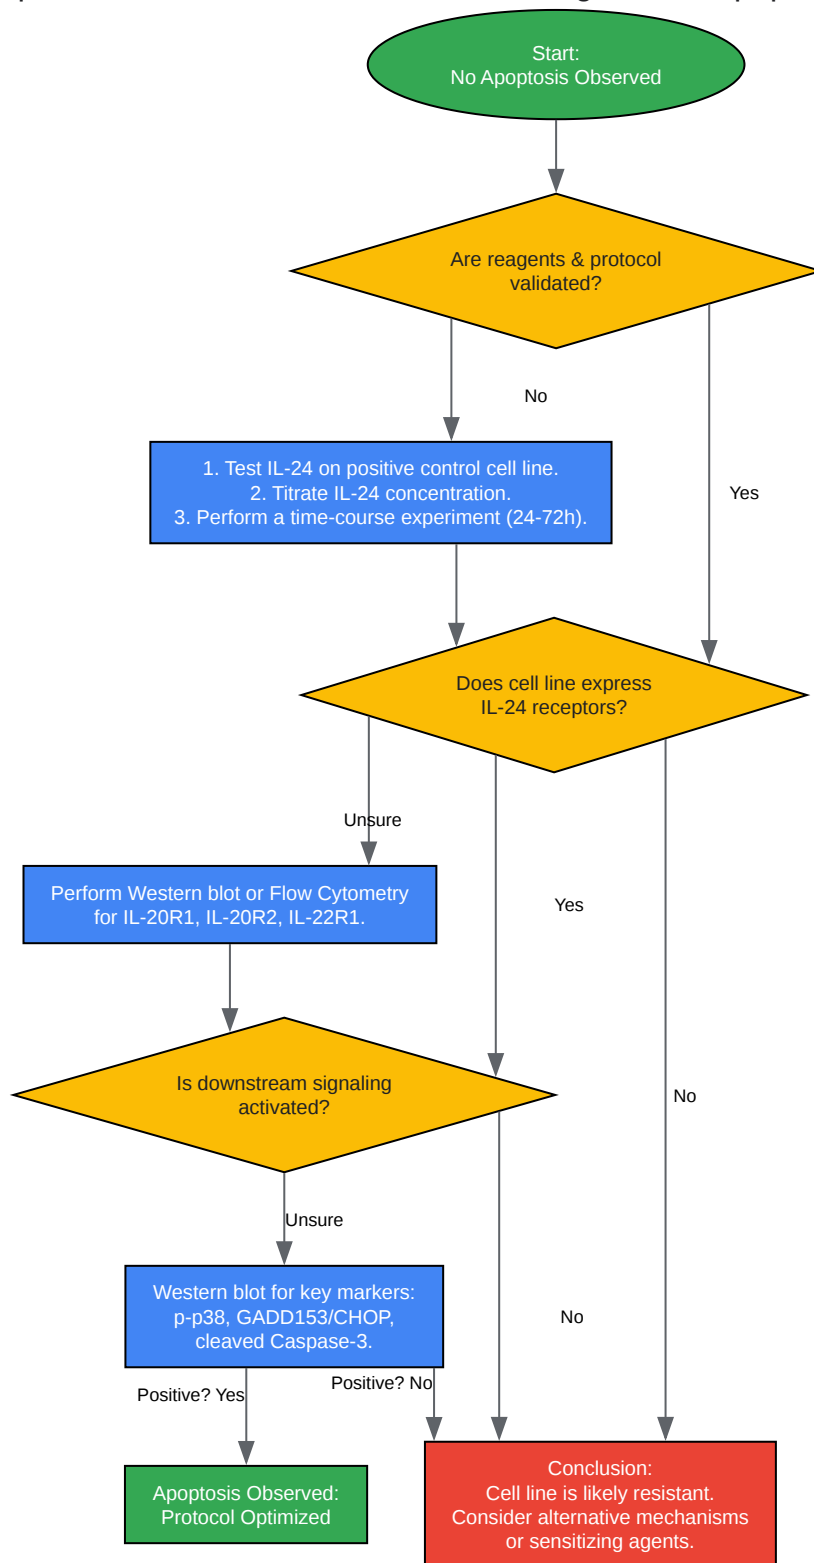 Start:
No Apoptosis Observed
Are reagents & protocol
validated?
No
1. Test IL-24 on positive control cell line.
2. Titrate IL-24 concentration.
3. Perform a time-course experiment (24-72h).
Yes
Does cell line express
IL-24 receptors?
Unsure
Perform Western blot or Flow Cytometry
for IL-20R1, IL-20R2, IL-22R1.
Yes
Is downstream signaling
activated?
No
Unsure
Western blot for key markers:
p-p38, GADD153/CHOP,
cleaved Caspase-3.
No
Positive? Yes
Positive? No
Apoptosis Observed:
Protocol Optimized
Conclusion:
Cell line is likely resistant.
Consider alternative mechanisms
or sensitizing agents.